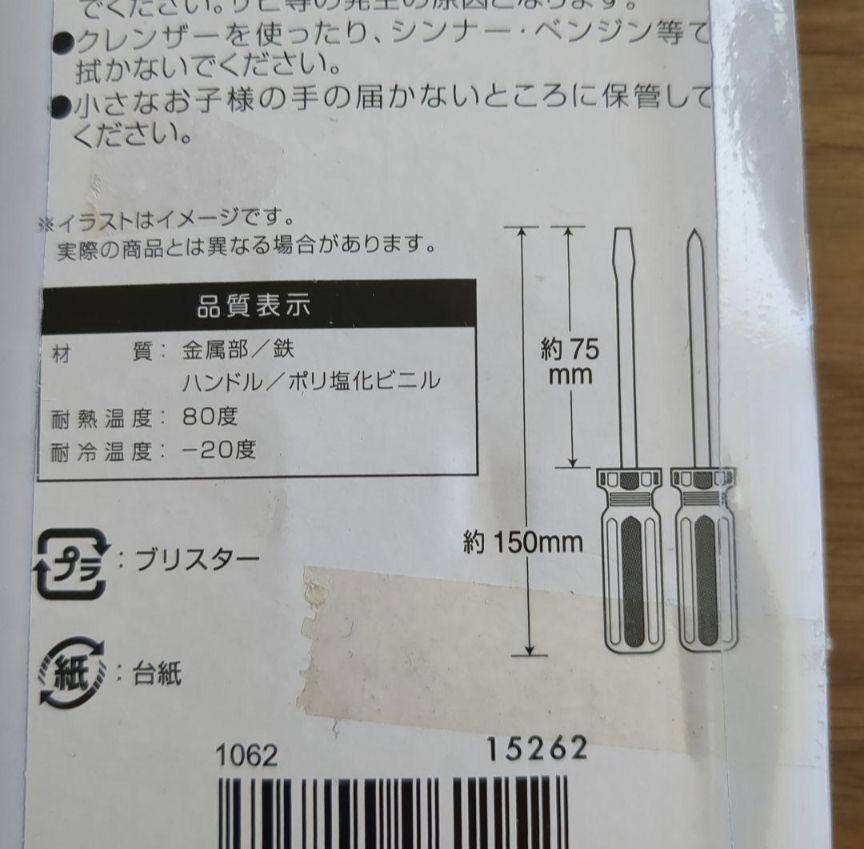 でください。サビ等の発生の原因となります。
●クレンザーを使ったり、シンナー・ベンジン等で
拭かないでください。
●小さなお子様の手の届かないところに保管して
ください。
※イラストはイメージです。
実際の商品とは異なる場合があります。
品質表示
材質：金属部／鉄
ハンドル／ポリ塩化ビニル
耐熱温度：80度
耐冷温度：−20度
約75
mm
約150mm
プラ：ブリスター
紙：台紙
1062 15262